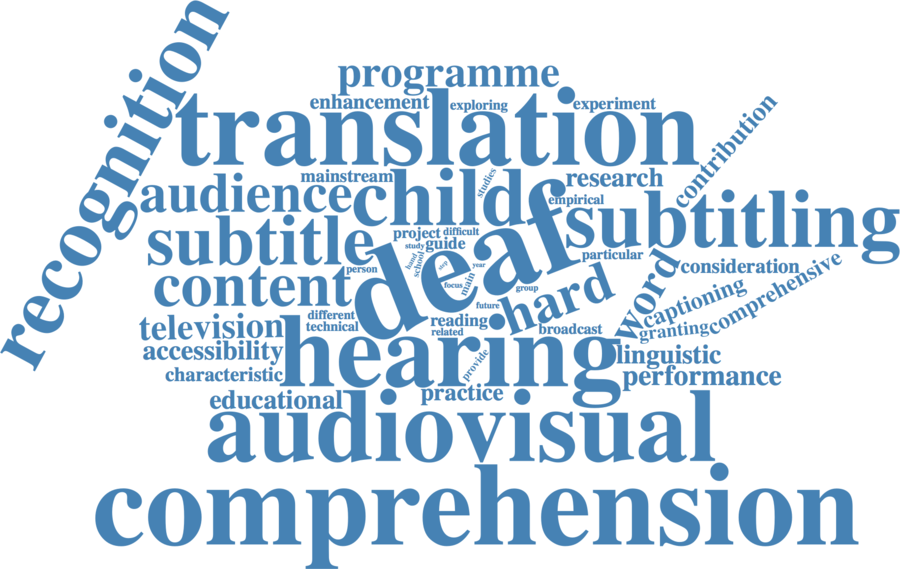 recognition
programme
enhancement
exploring
experiment
translation
contribution
mainstream
studies
research
audience
child
empirical
subtitling
subtitle
project
difficult
study
guide
deaf
particular
person
hand
school
step
year
consideration
content
focus
main
group
hard
word
captioning
comprehensive
granting
future
different
technical
television
reading
related
broadcast
hearing
accessibility
provide
linguistic
characteristic
performance
practice
educational
audiovisual
comprehension